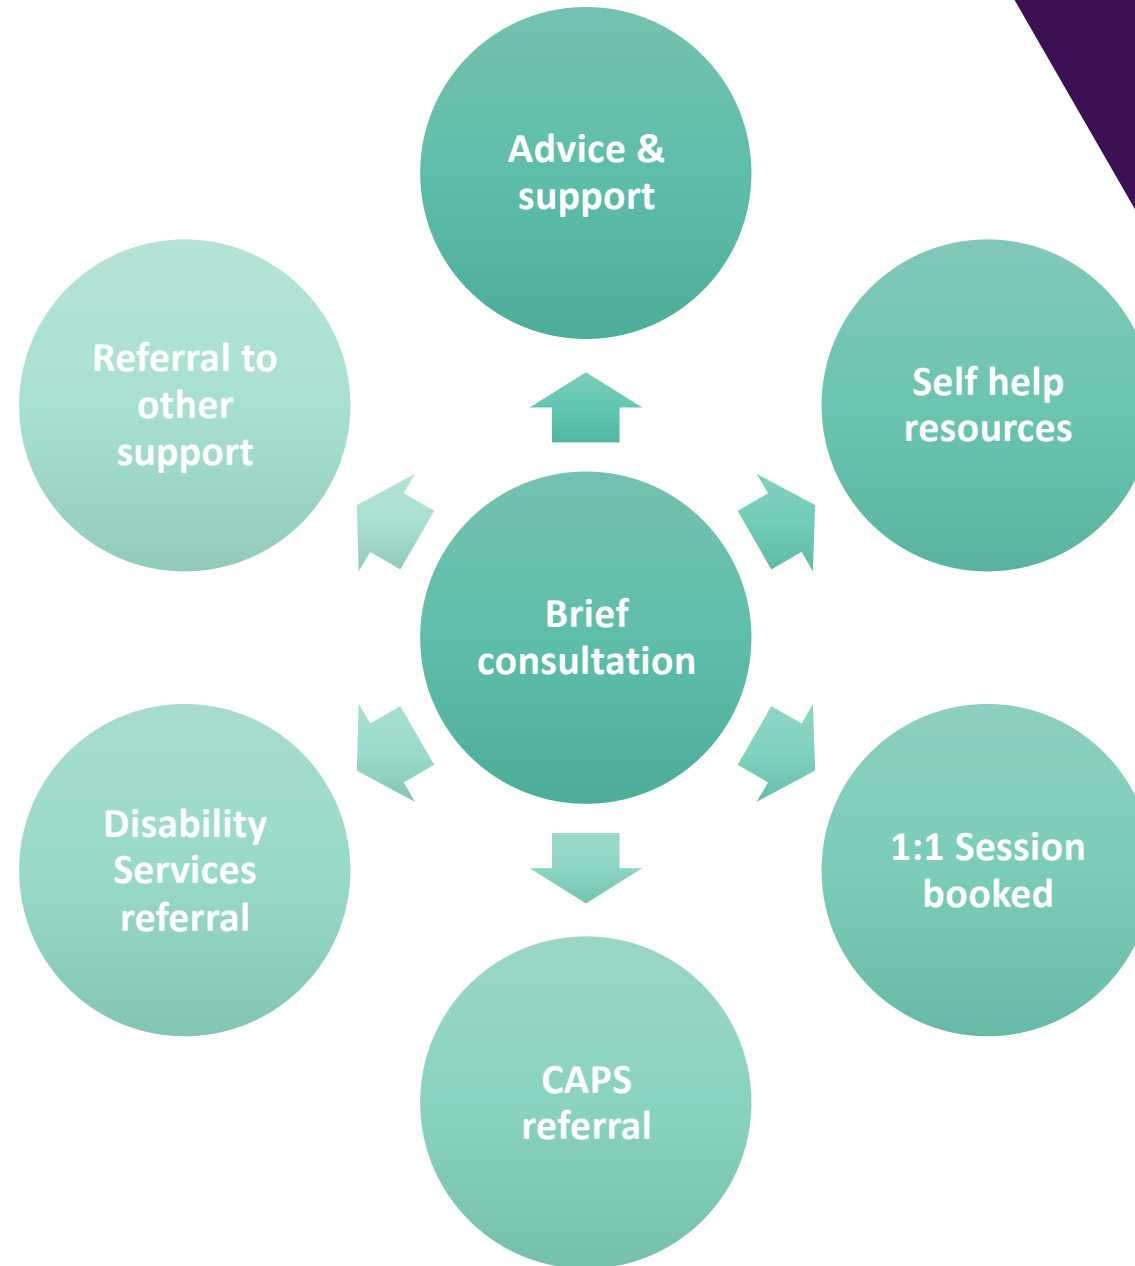 Advice &
support
Referral to
other
support
Self help
resources
Brief
consultation
Disability
Services
referral
1:1 Session
booked
CAPS
referral